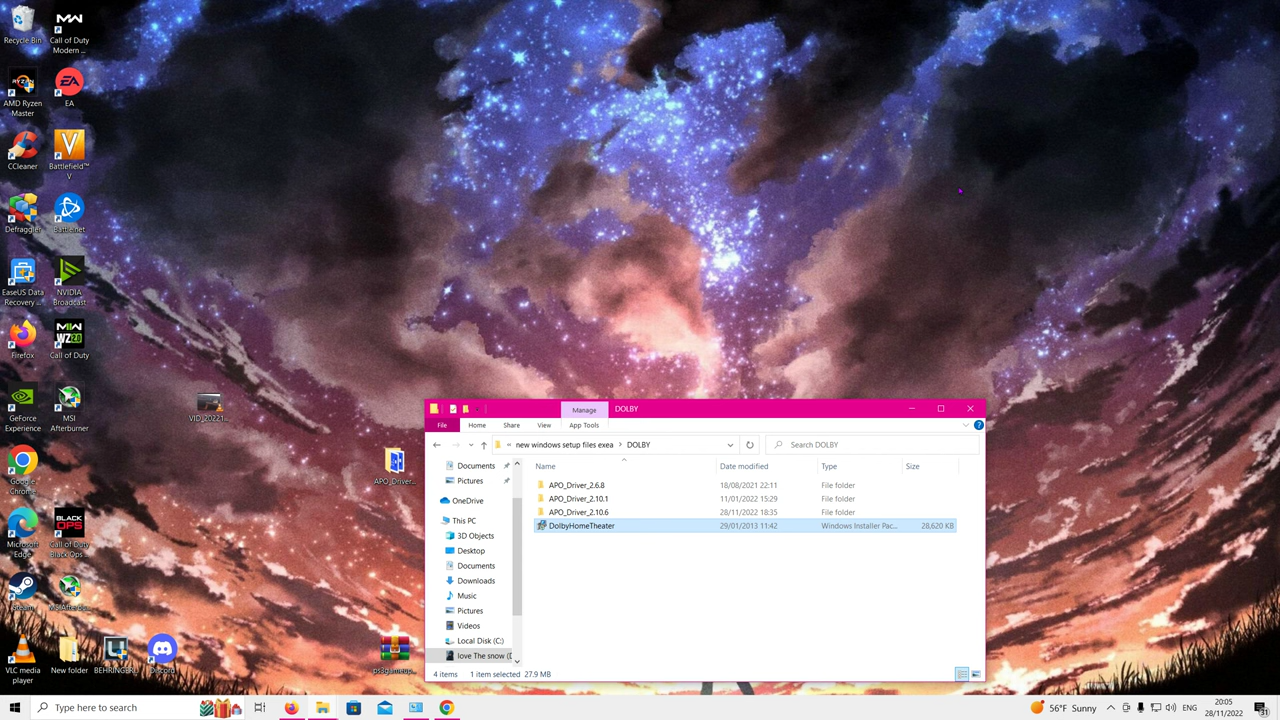 Recycle Bin
Call of Duty
Modern ...
AMD Ryzen
Master
EA
CCleaner
Battlefield™
V
Defraggler
Battle.net
EaseUS Data
Recovery ...
NVIDIA
Broadcast
Firefox
Call of Duty
GeForce
Experience
MSI
Afterburner
VID_20221...
APO_Driver...
Google
Chrome
Microsoft
Edge
Call of Duty
Black Ops ...
Steam
VLC media
player
New folder
BEHRINGER
Discord
Manage
DOLBY
File
Home
Share
View
App Tools
« new windows setup files exea > DOLBY
Search DOLBY
Documents
Pictures
OneDrive
This PC
3D Objects
Desktop
Documents
Downloads
Music
Pictures
Videos
Local Disk (C:)
love The snow (D
Name
Date modified
Type
Size
APO_Driver_2.6.8
18/08/2021 22:11
File folder
APO_Driver_2.10.1
11/01/2022 15:29
File folder
APO_Driver_2.10.6
28/11/2022 18:35
File folder
DolbyHomeTheater
29/01/2013 11:42
Windows Installer Pac...
28,620 KB
4 items
1 item selected 27.9 MB
Type here to search
56°F Sunny
ENG
20:05
28/11/2022
31